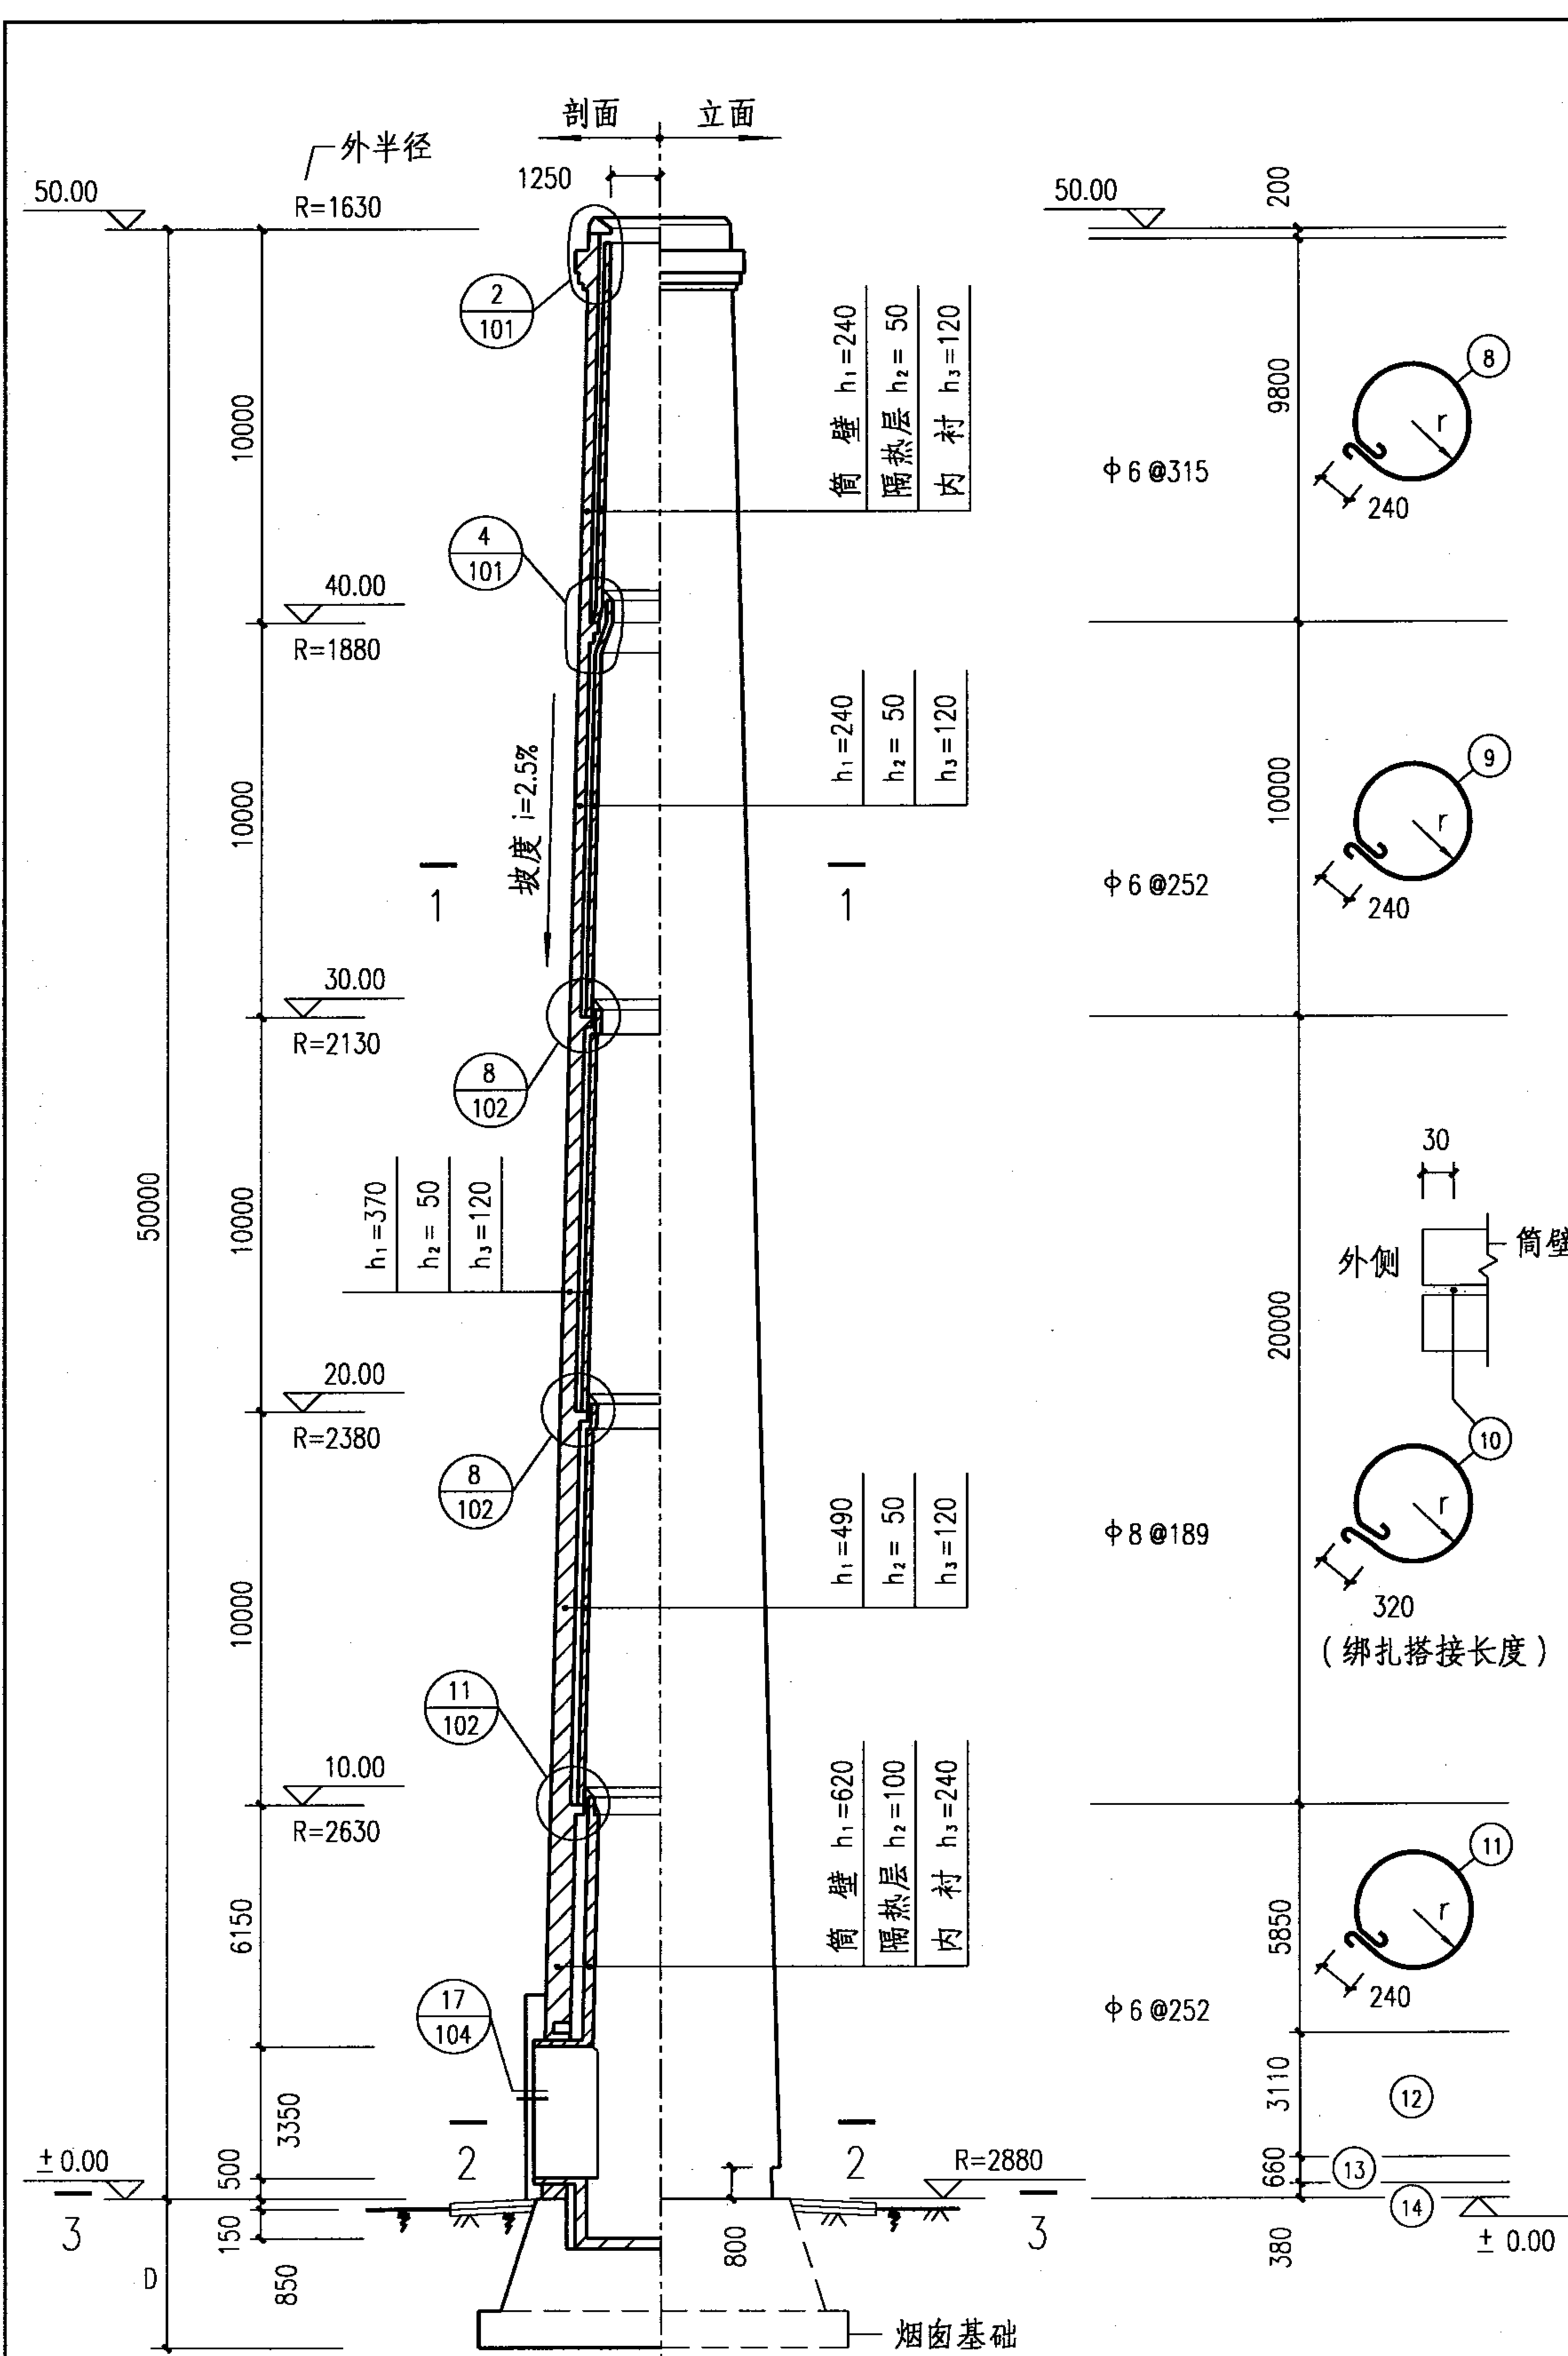 剖面
立面
外半径
1250
50.00
R=1630
50.00
200
2
101
筒 壁 h₁=240
隔热层 h₂= 50
内 衬 h₃=120
10000
9800
8
r
ϕ6@315
240
4
101
40.00
R=1880
h₁=240
h₂= 50
h₃=120
坡度 i=2.5%
10000
10000
9
r
ϕ6@252
240
1
1
30.00
R=2130
8
102
50000
10000
h₁=370
h₂= 50
h₃=120
30
外侧
筒壁
20000
20.00
R=2380
8
102
10
r
h₁=490
h₂= 50
h₃=120
ϕ8@189
320
(绑扎搭接长度)
10000
11
102
10.00
R=2630
筒 壁 h₁=620
隔热层 h₂=100
内 衬 h₃=240
6150
5850
11
r
240
ϕ6@252
17
104
3350
3110
12
2
2
±0.00
500
R=2880
660
13
3
150
3
14
800
380
± 0.00
D
850
烟囱基础